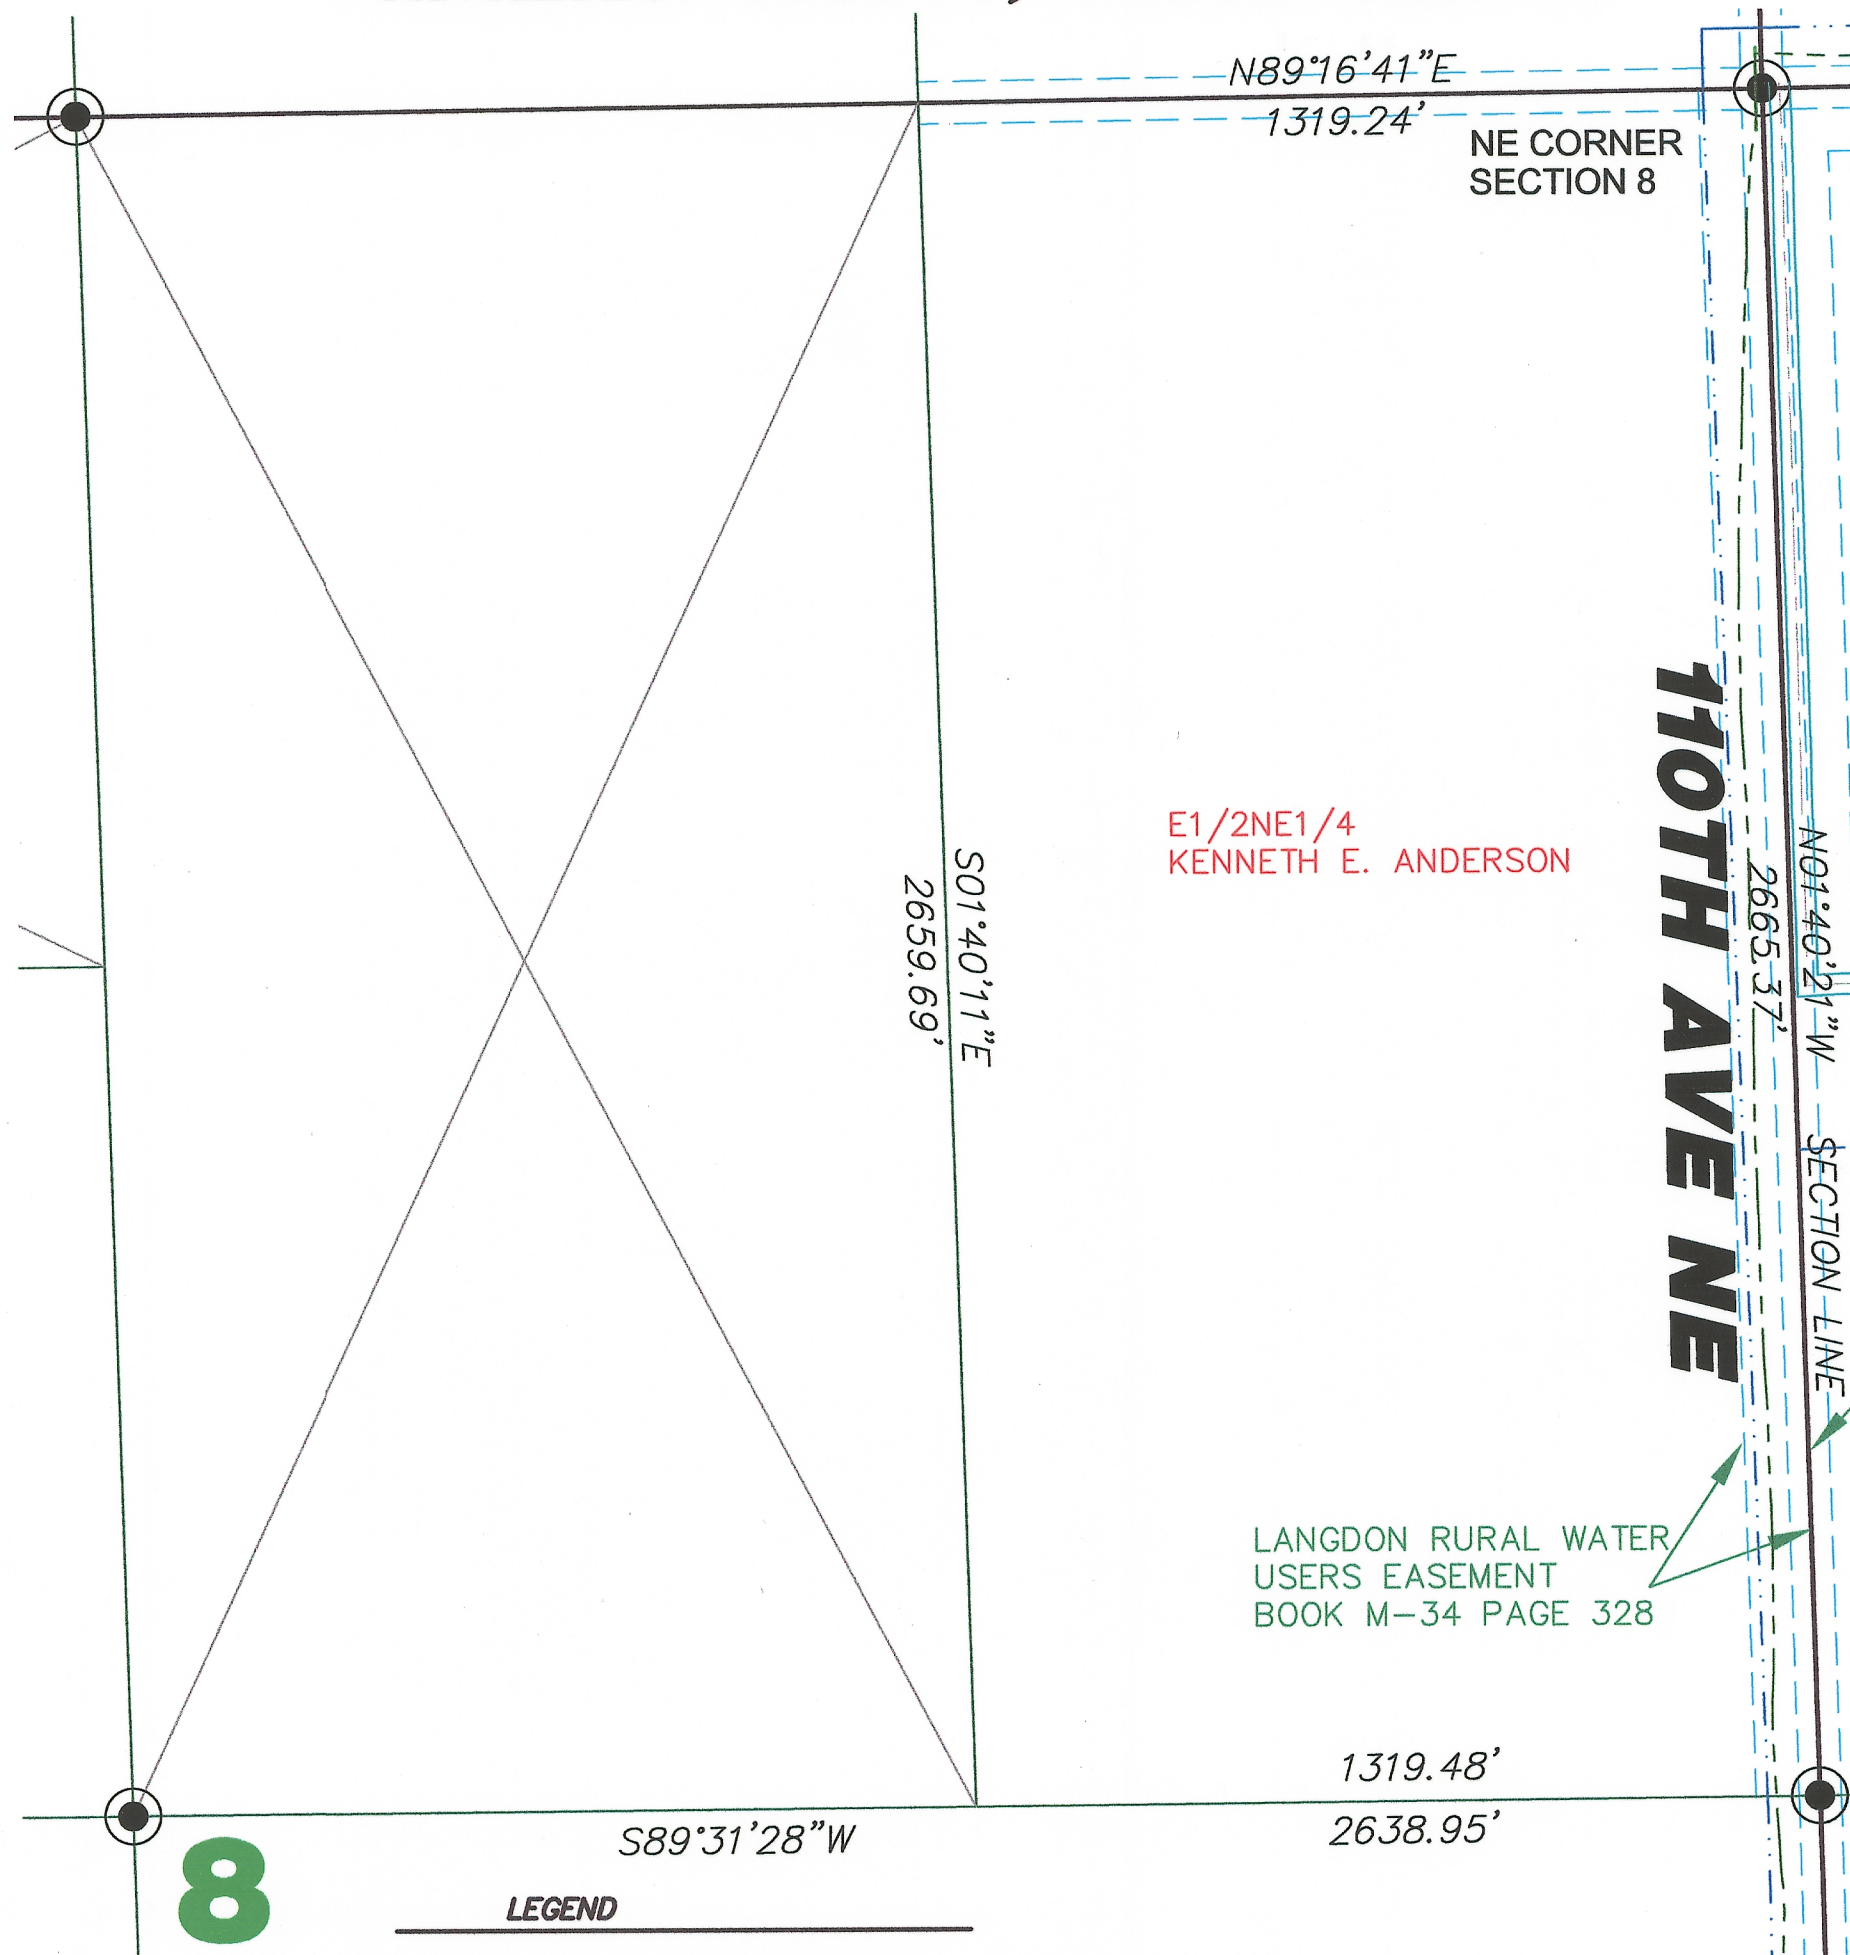 N89°16'41"E
1319.24'
NE CORNER
SECTION 8
E1/2NE1/4
KENNETH E. ANDERSON
S01°40'11"E
2659.69'
110TH AVE NE
2665.37'
N01°40'21"W SECTION LINE
LANGDON RURAL WATER
USERS EASEMENT
BOOK M-34 PAGE 328
1319.48'
S89°31'28"W
2638.95'
8
LEGEND